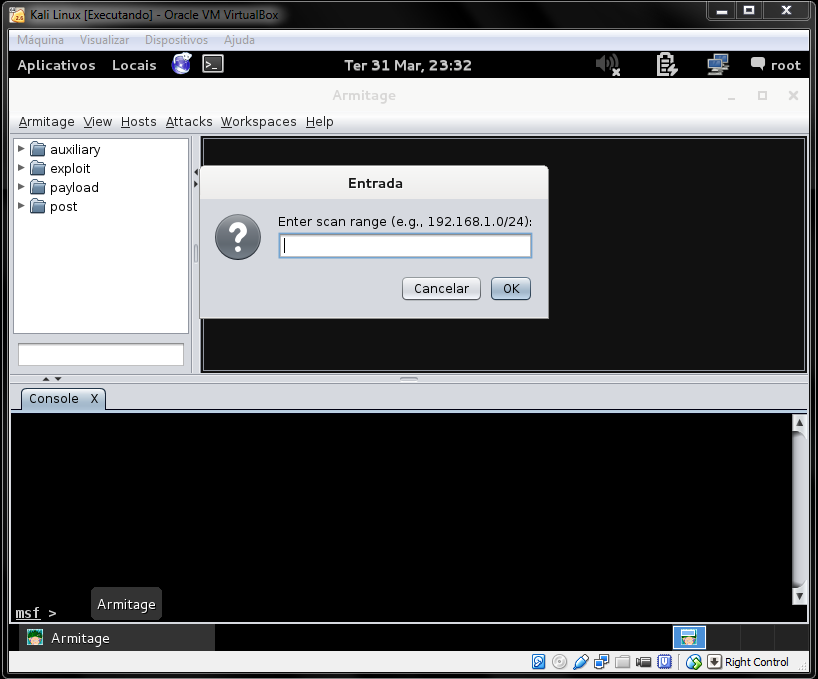 Kali Linux [Executando] - Oracle VM VirtualBox
Máquina Visualizar Dispositivos Ajuda
Aplicativos Locais Ter 31 Mar, 23:32 root
Armitage
Armitage View Hosts Attacks Workspaces Help
auxiliary
exploit
payload
post
Entrada
Enter scan range (e.g., 192.168.1.0/24):
Cancelar OK
Console X
msf >
Armitage
Armitage
Right Control